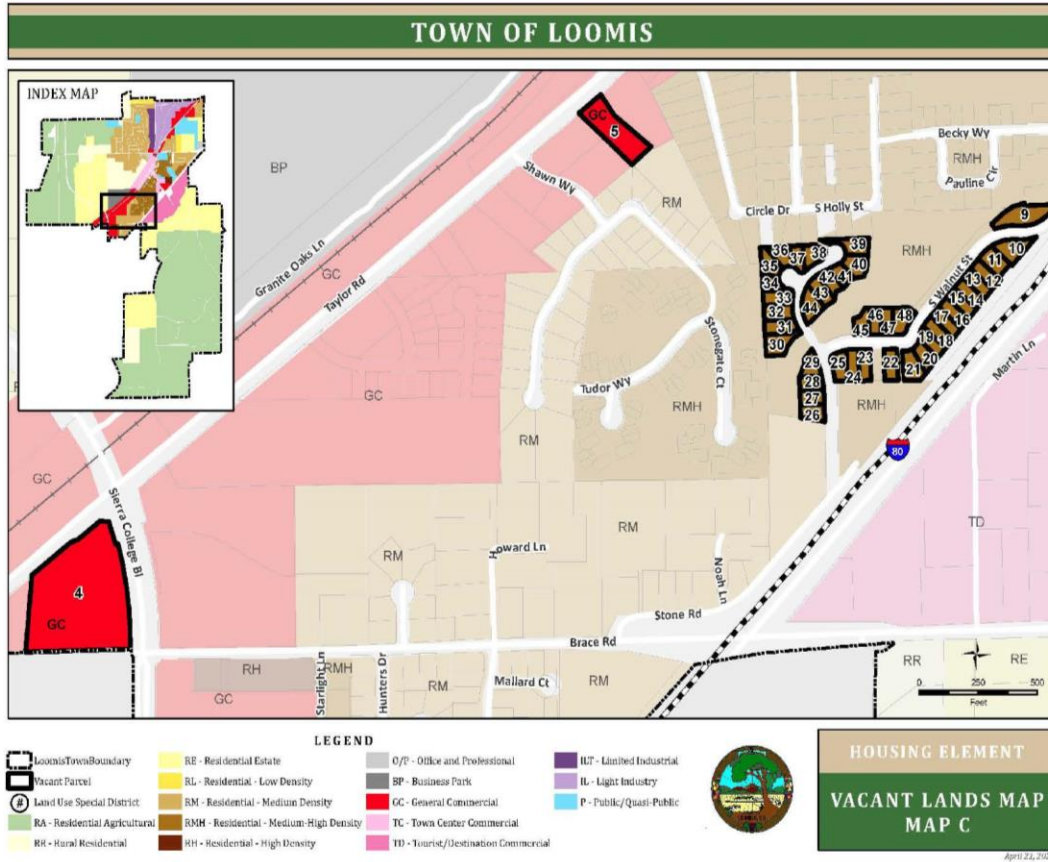 TOWN OF LOOMIS
INDEX MAP
BP
GC
5
Shawn Wy
RM
Becky Wy
RMH
Pauline Cir
Circle Dr
S Holly St
9
Granite Oaks Ln
Taylor Rd
GC
RMH
S Walnut St
10
11
12
13
14
15
16
17
18
19
20
21
22
23
24
25
26
27
28
29
30
31
32
33
34
35
36
37
38
39
40
41
42
43
44
45
46
47
48
Stonegate Ct
Tudor Wy
RMH
RMH
Martin Ln
80
GC
GC
RM
TD
Sierra College Bl
RM
RM
Howard Ln
Noah Ln
4
GC
Stone Rd
Brace Rd
RH
RMH
GC
Starlight Ln
Hunters Dr
RM
Mallard Ct
RM
RR
RE
0 250 500
Feet
LEGEND
LoomisTownBoundary
Vacant Parcel
# Land Use Special District
RA - Residential Agricultural
RR - Rural Residential
RE - Residential Estate
RL - Residential - Low Density
RM - Residential - Medium Density
RMH - Residential - Medium-High Density
RH - Residential - High Density
O/P - Office and Professional
BP - Business Park
GC - General Commercial
TC - Town Center Commercial
TD - Tourist/Destination Commercial
ILT - Limited Industrial
IL - Light Industry
P - Public/Quasi-Public
HOUSING ELEMENT
VACANT LANDS MAP
MAP C